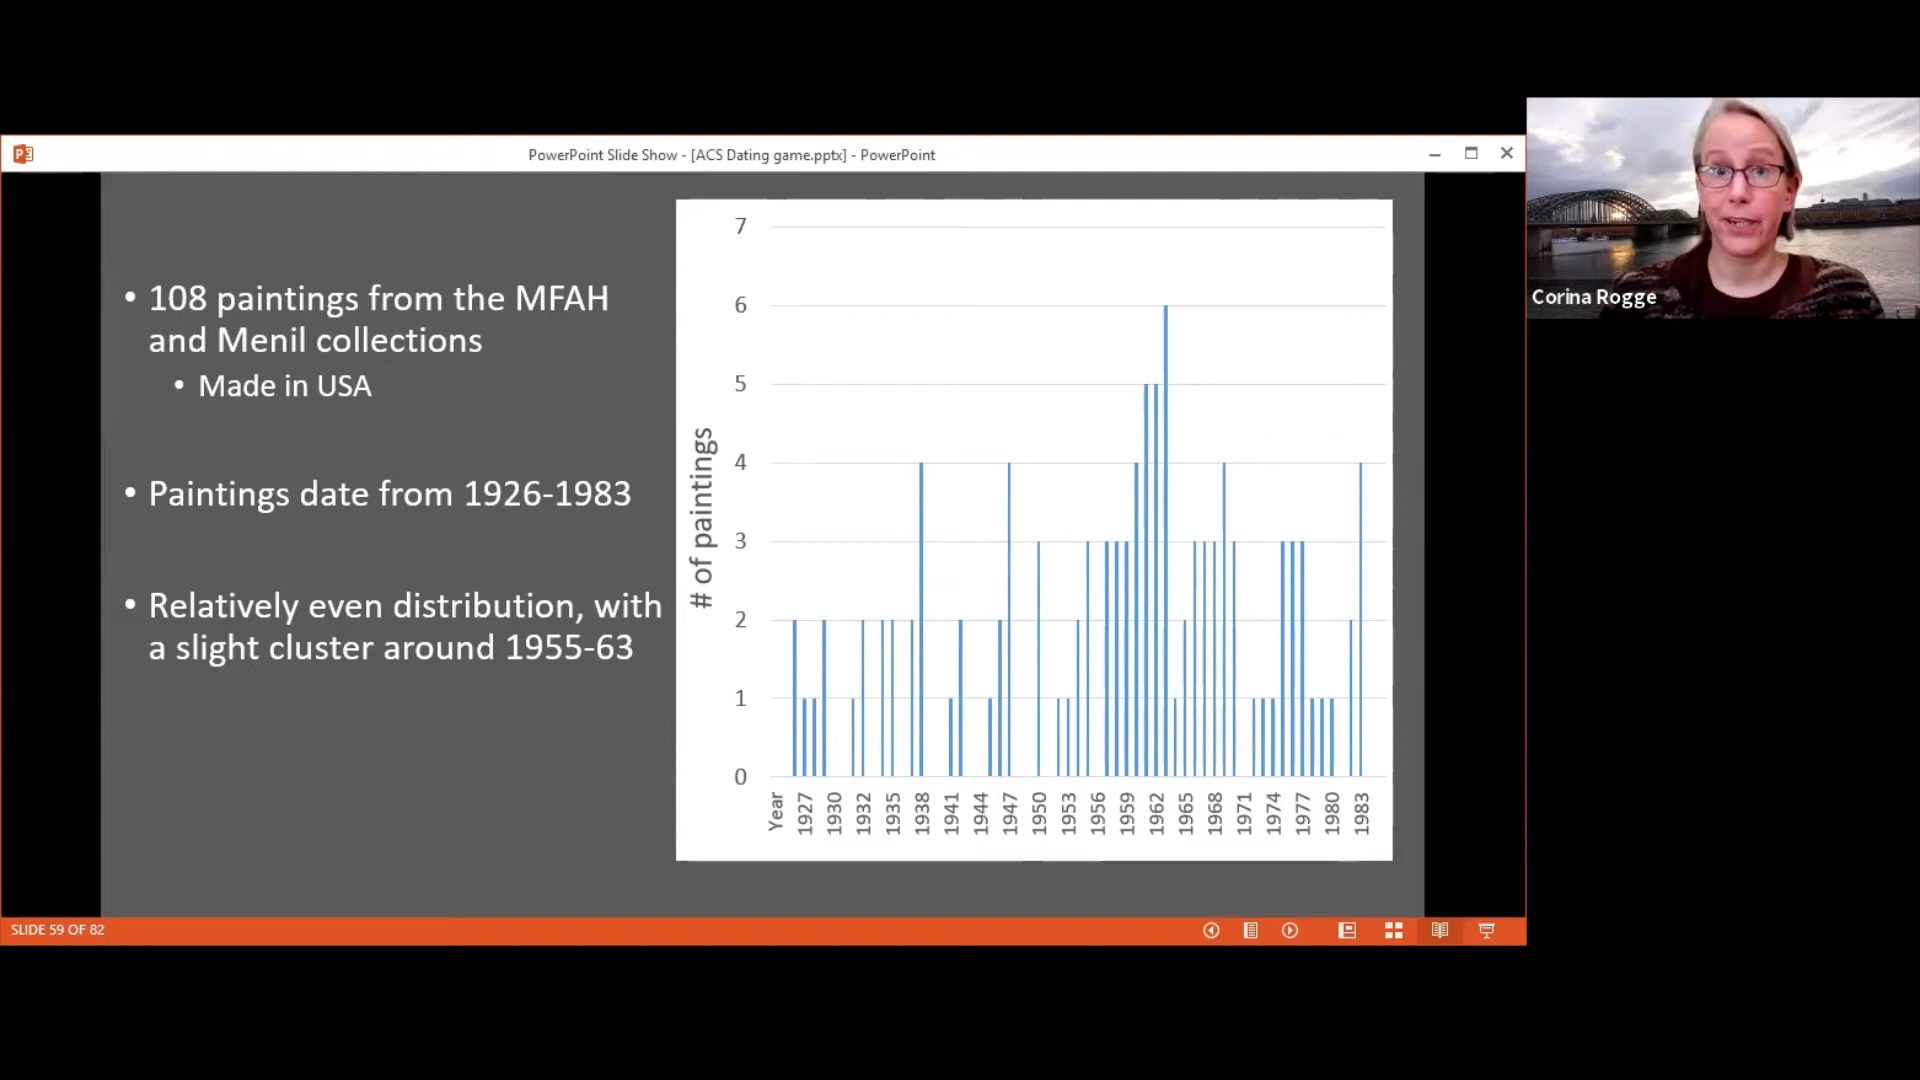 PowerPoint Slide Show - [ACS Dating game.pptx] - PowerPoint
• 108 paintings from the MFAH
and Menil collections
• Made in USA
• Paintings date from 1926-1983
• Relatively even distribution, with
a slight cluster around 1955-63
# of paintings
7
6
5
4
3
2
1
0
Year
1927
1930
1932
1935
1938
1941
1944
1947
1950
1953
1956
1959
1962
1965
1968
1971
1974
1977
1980
1983
Corina Rogge
SLIDE 59 OF 82